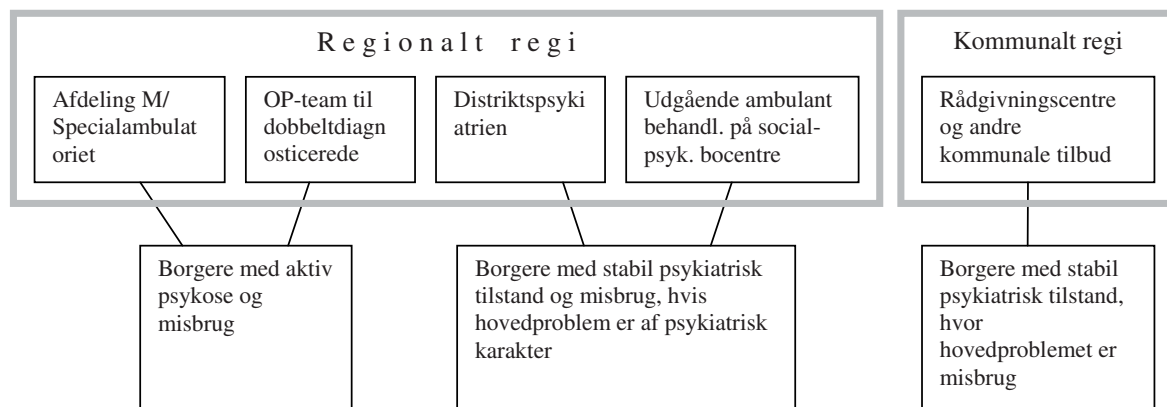 Regionalt regi
Kommunalt regi
Afdeling M/
Specialambulat
oriet
OP-team til
dobbeltdiagn
osticerede
Distriktspsyki
atrien
Udgående ambulant
behandl. på social-
psyk. bocentre
Rådgivningscentre
og andre
kommunale tilbud
Borgere med aktiv
psykose og
misbrug
Borgere med stabil psykiatrisk
tilstand og misbrug, hvis
hovedproblem er af psykiatrisk
karakter
Borgere med stabil
psykiatrisk tilstand,
hvor
hovedproblemet er
misbrug